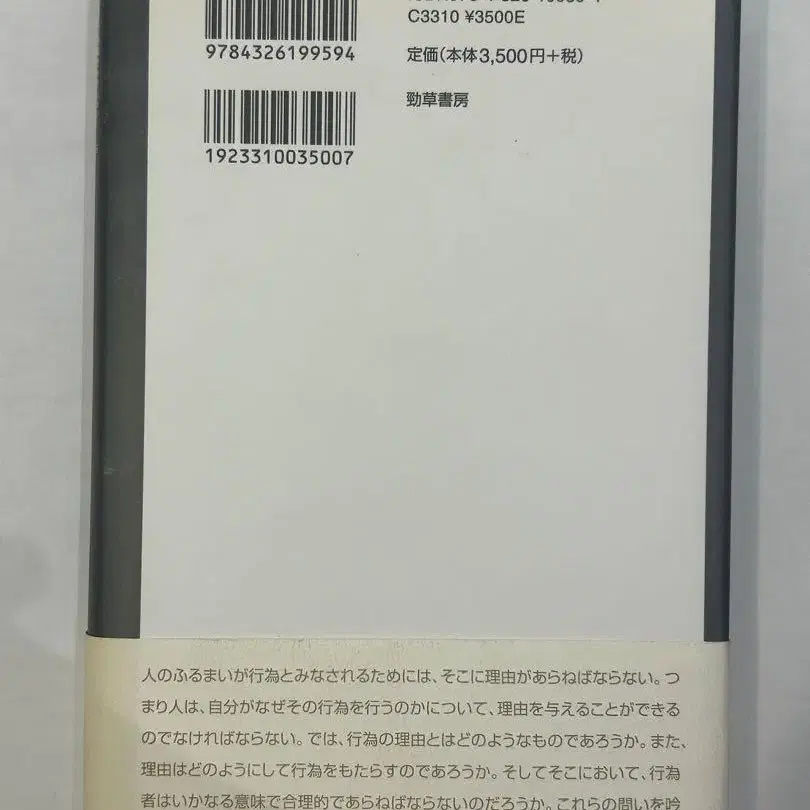 C3310 ¥3500E
9784326199594
定価(本体3,500円+税)
勁草書房
1923310035007
人のふるまいが行為とみなされるためには、そこに理由があらねばならない。つ
まり人は、自分がなぜその行為を行うのかについて、理由を与えることができる
のでなければならない。では、行為の理由とはどのようなものであろうか。また、
理由はどのようにして行為をもたらすのであろうか。そしてそこにおいて、行為
者はいかなる意味で合理的であらねばならないのだろうか。これらの問いを吟